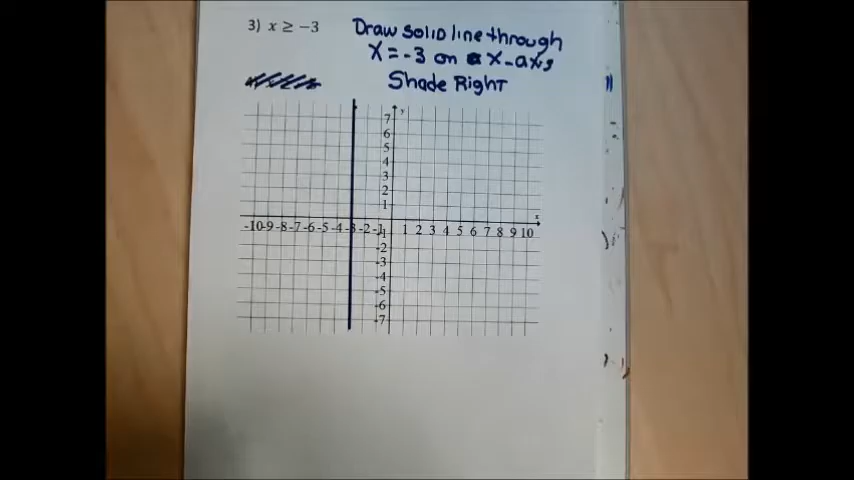 3) x ≥ −3
Draw solid line through
X = -3 on x-axis
Shade Right
y
7
6
5
4
3
2
1
x
-10-9-8-7-6-5-4-3-2-1 1 2 3 4 5 6 7 8 9 10
-1
-2
-3
-4
-5
-6
-7